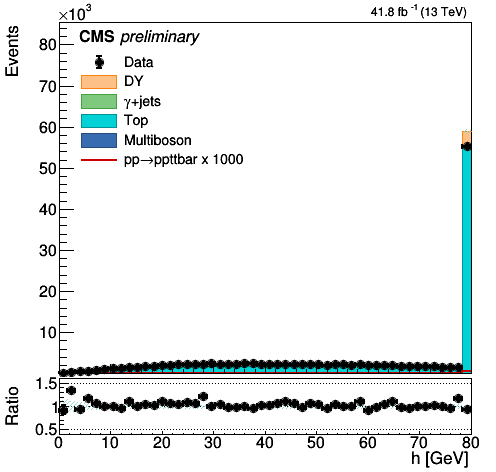 ×10³
41.8 fb⁻¹ (13 TeV)
Events
CMS preliminary
Data
DY
γ+jets
Top
Multiboson
pp→ppttbar x 1000
80
70
60
50
40
30
20
10
Ratio
1.5
1
0.5
0 10 20 30 40 50 60 70 80
h [GeV]